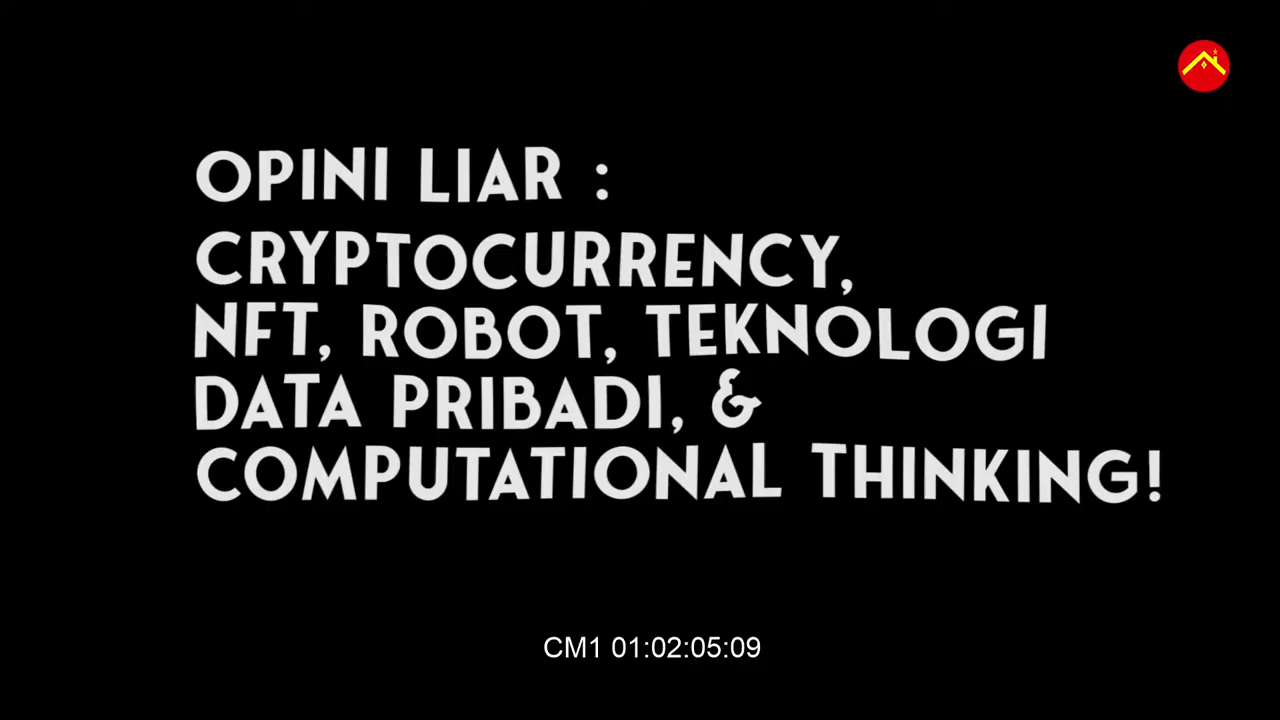 OPINI LIAR :
CRYPTOCURRENCY,
NFT, ROBOT, TEKNOLOGI
DATA PRIBADI, &
COMPUTATIONAL THINKING!
CM1 01:02:05:09